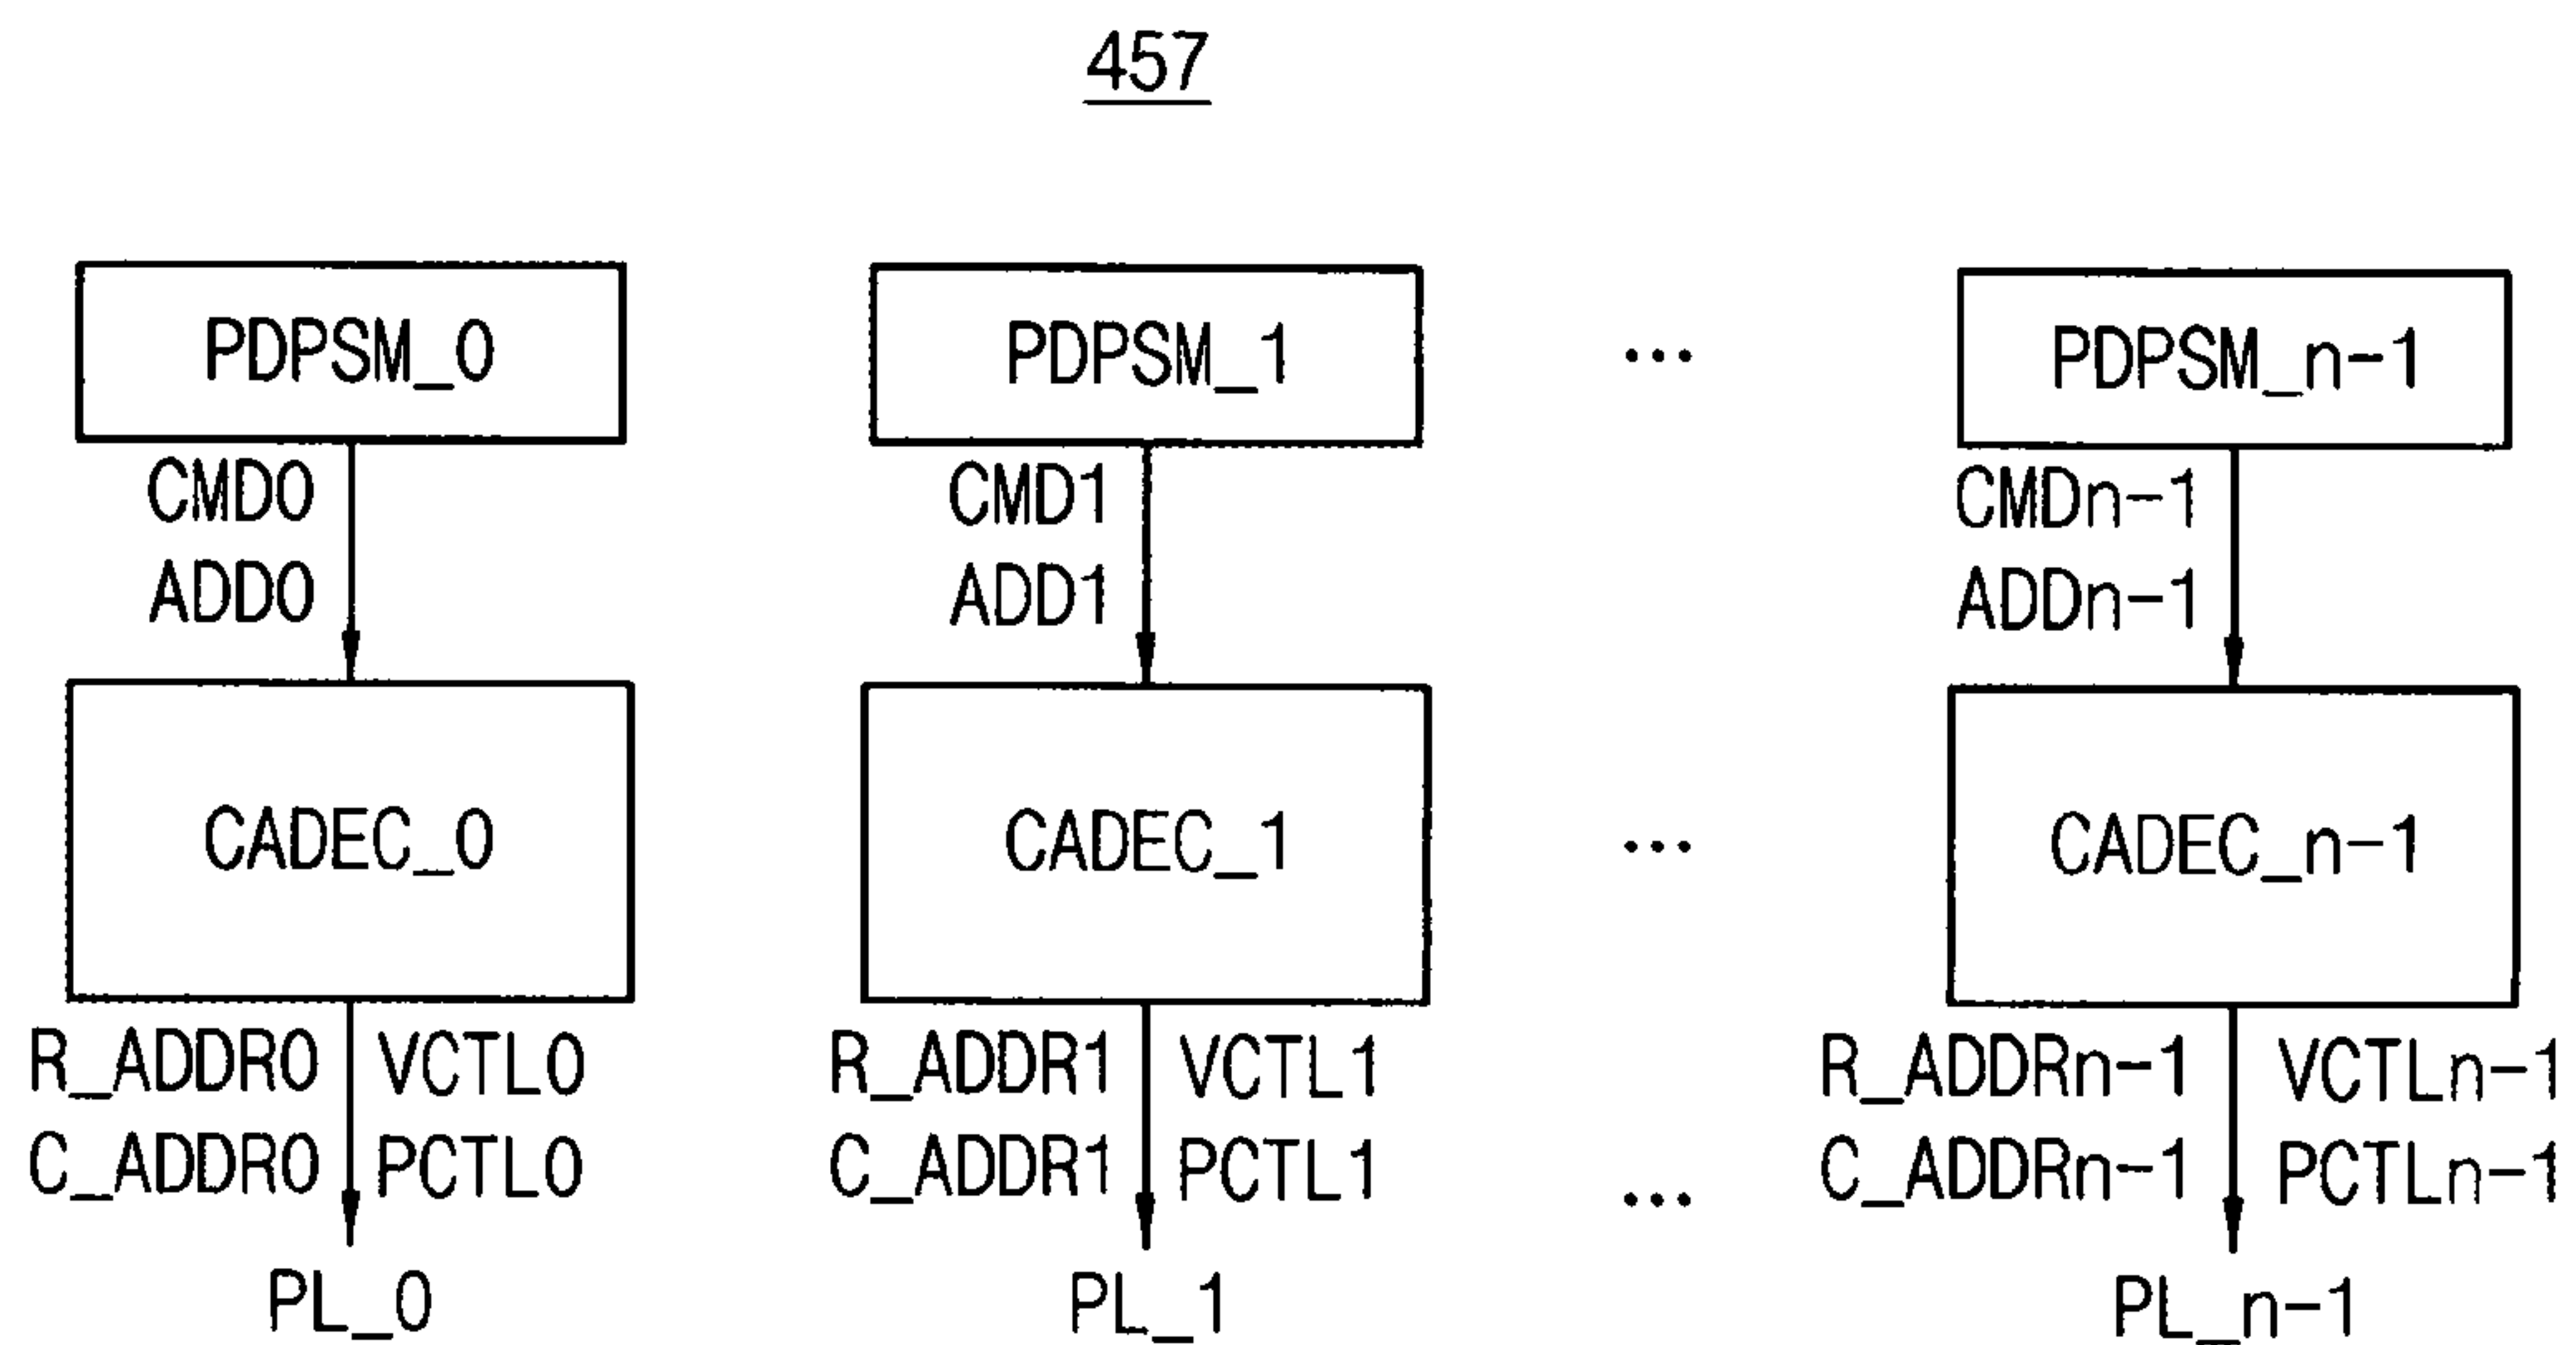 457
PDPSM_0 PDPSM_1 ... PDPSM_n-1
CMD0 CMD1 CMDn-1
ADD0 ADD1 ADDn-1
CADEC_0 CADEC_1 ... CADEC_n-1
R_ADDR0 VCTL0 R_ADDR1 VCTL1 R_ADDRn-1 VCTLn-1
C_ADDR0 PCTL0 C_ADDR1 PCTL1 ... C_ADDRn-1 PCTLn-1
PL_0 PL_1 PL_n-1